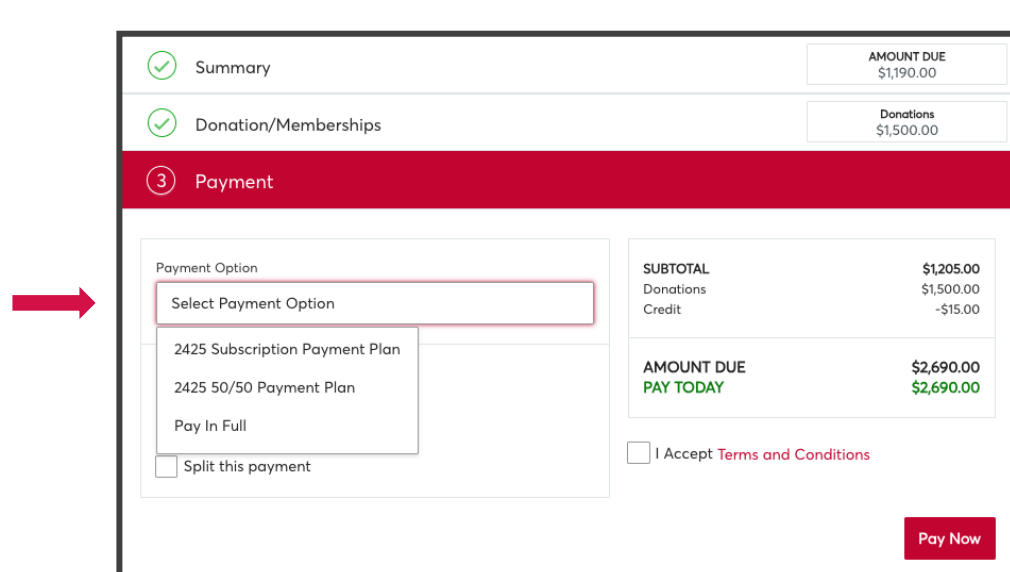 Summary
AMOUNT DUE
$1,190.00
Donation/Memberships
Donations
$1,500.00
3 Payment
Payment Option
Select Payment Option
2425 Subscription Payment Plan
2425 50/50 Payment Plan
Pay In Full
Split this payment
SUBTOTAL $1,205.00
Donations $1,500.00
Credit -$15.00
AMOUNT DUE $2,690.00
PAY TODAY $2,690.00
I Accept Terms and Conditions
Pay Now